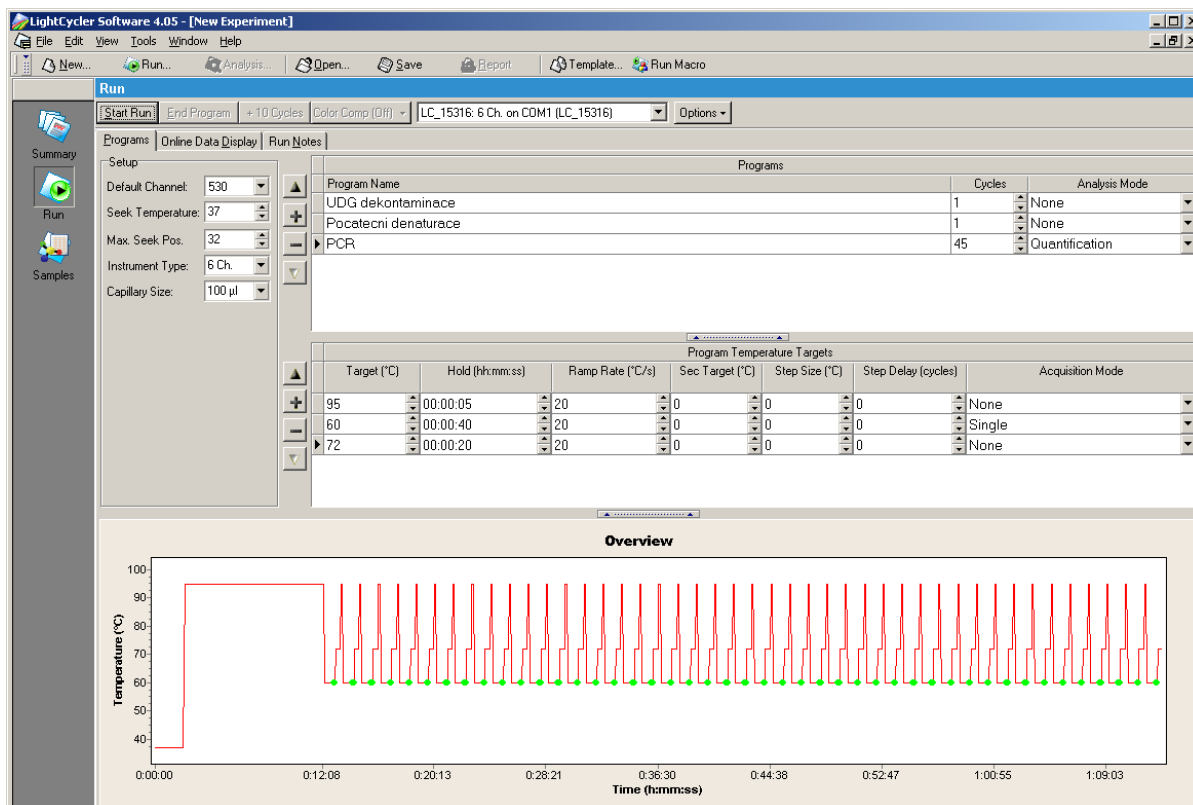 LightCycler Software 4.05 - [New Experiment]
File Edit View Tools Window Help
New... Run... Analysis... Open... Save Report Template... Run Macro
Run
Start Run End Program +10 Cycles Color Comp (Off) LC_15316: 6 Ch. on COM1 (LC_15316) Options
Programs Online Data Display Run Notes
Summary
Run
Samples
Setup
Default Channel: 530
Seek Temperature: 37
Max. Seek Pos. 32
Instrument Type: 6 Ch.
Capillary Size: 100 µl
Programs
Program Name Cycles Analysis Mode
UDG dekontaminace 1 None
Pocatecni denaturace 1 None
PCR 45 Quantification
Program Temperature Targets
Target (°C) Hold (hh:mm:ss) Ramp Rate (°C/s) Sec Target (°C) Step Size (°C) Step Delay (cycles) Acquisition Mode
95 00:00:05 20 0 0 0 None
60 00:00:40 20 0 0 0 Single
72 00:00:20 20 0 0 0 None
Overview
Temperature (°C)
100
90
80
70
60
50
40
0:00:00 0:12:08 0:20:13 0:28:21 0:36:30 0:44:38 0:52:47 1:00:55 1:09:03
Time (h:mm:ss)